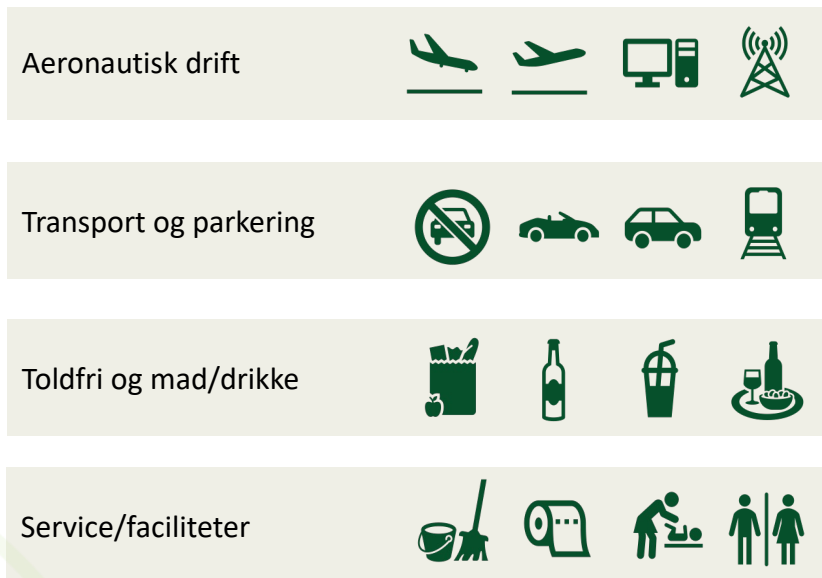 Aeronautisk drift
Transport og parkering
Toldfri og mad/drikke
Service/faciliteter